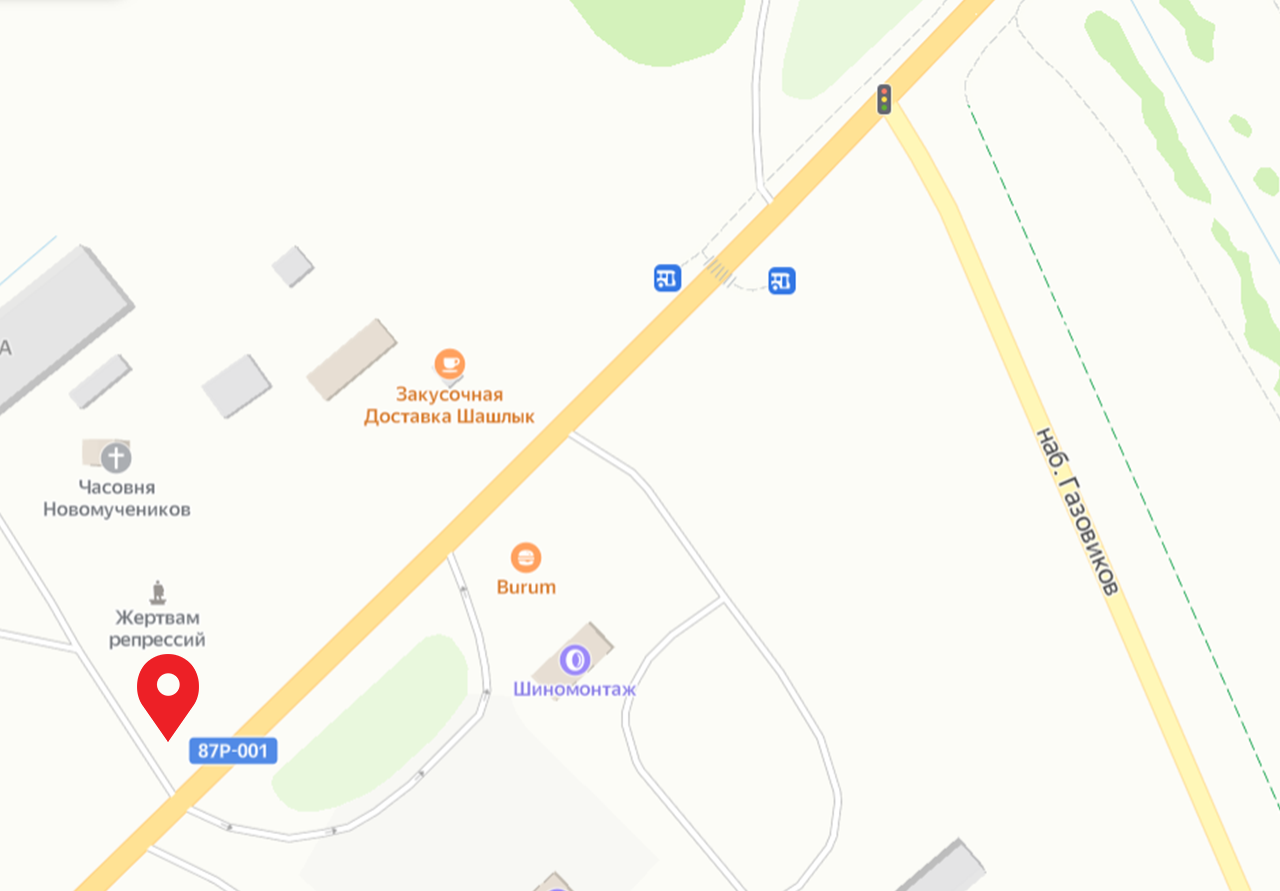 А
Закусочная
Доставка Шашлык
Часовня
Новомучеников
наб. Газовиков
Burum
Жертвам
репрессий
Шиномонтаж
87Р-001